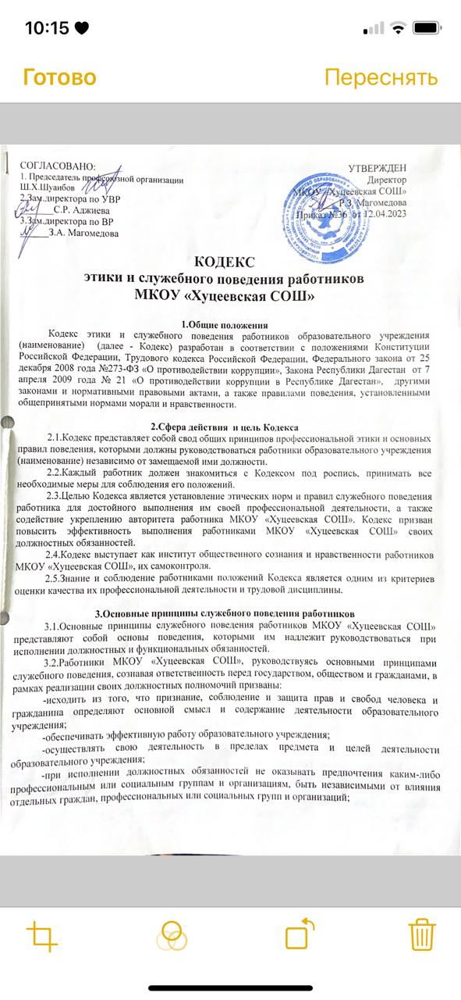 10:15
Готово
Переснять
СОГЛАСОВАНО:
1. Председатель профсоюзной организации
Ш.Х.Шуаибов
2.Зам.директора по УВР
С.Р. Аджиева
3.Зам.директора по ВР
З.А. Магомедова
УТВЕРЖДЕН
Директор
МКОУ «Хуцеевская СОШ»
Р.З. Магомедова
Приказ №36 от 12.04.2023
КОДЕКС
этики и служебного поведения работников
МКОУ «Хуцеевская СОШ»
1.Общие положения
Кодекс этики и служебного поведения работников образовательного учреждения
(наименование) (далее - Кодекс) разработан в соответствии с положениями Конституции
Российской Федерации, Трудового кодекса Российской Федерации, Федерального закона от 25
декабря 2008 года №273-ФЗ «О противодействии коррупции», Закона Республики Дагестан от 7
апреля 2009 года № 21 «О противодействии коррупции в Республике Дагестан», другими
законами и нормативными правовыми актами, а также правилами поведения, установленными
общепринятыми нормами морали и нравственности.
2.Сфера действия и цель Кодекса
2.1.Кодекс представляет собой свод общих принципов профессиональной этики и основных
правил поведения, которыми должны руководствоваться работники образовательного учреждения
(наименование) независимо от замещаемой ими должности.
2.2.Каждый работник должен знакомиться с Кодексом под роспись, принимать все
необходимые меры для соблюдения его положений.
2.3.Целью Кодекса является установление этических норм и правил служебного поведения
работника для достойного выполнения им своей профессиональной деятельности, а также
содействие укреплению авторитета работника МКОУ «Хуцеевская СОШ». Кодекс призван
повысить эффективность выполнения работниками МКОУ «Хуцеевская СОШ» своих
должностных обязанностей.
2.4.Кодекс выступает как институт общественного сознания и нравственности работников
МКОУ «Хуцеевская СОШ», их самоконтроля.
2.5.Знание и соблюдение работниками положений Кодекса является одним из критериев
оценки качества их профессиональной деятельности и трудовой дисциплины.
3.Основные принципы служебного поведения работников
3.1.Основные принципы служебного поведения работников МКОУ «Хуцеевская СОШ»
представляют собой основы поведения, которыми им надлежит руководствоваться при
исполнении должностных и функциональных обязанностей.
3.2.Работники МКОУ «Хуцеевская СОШ», руководствуясь основными принципами
служебного поведения, сознавая ответственность перед государством, обществом и гражданами, в
рамках реализации своих должностных полномочий призваны:
-исходить из того, что признание, соблюдение и защита прав и свобод человека и
гражданина определяют основной смысл и содержание деятельности образовательного
учреждения;
-обеспечивать эффективную работу образовательного учреждения;
-осуществлять свою деятельность в пределах предмета и целей деятельности
образовательного учреждения;
-при исполнении должностных обязанностей не оказывать предпочтения каким-либо
профессиональным или социальным группам и организациям, быть независимыми от влияния
отдельных граждан, профессиональных или социальных групп и организаций;